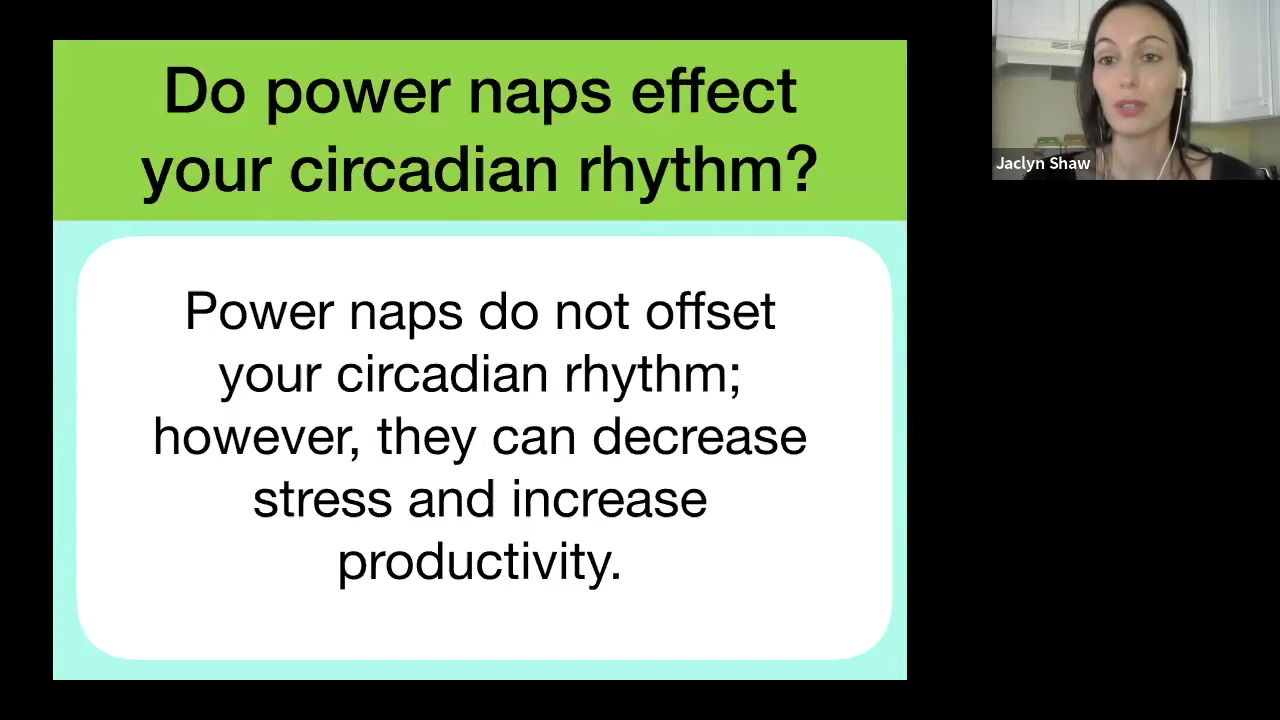 Do power naps effect
your circadian rhythm?
Power naps do not offset
your circadian rhythm;
however, they can decrease
stress and increase
productivity.
Jaclyn Shaw